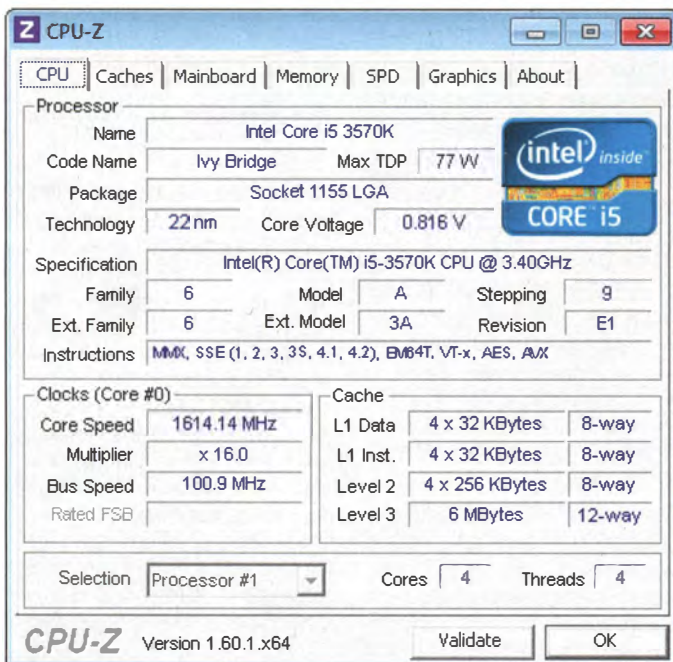 Z CPU-Z
CPU Caches Mainboard Memory SPD Graphics About
Processor
Name Intel Core i5 3570K
Code Name Ivy Bridge Max TDP 77 W
Package Socket 1155 LGA
Technology 22 nm Core Voltage 0.816 V
intel inside™
CORE™ i5
Specification Intel(R) Core(TM) i5-3570K CPU @ 3.40GHz
Family 6 Model A Stepping 9
Ext. Family 6 Ext. Model 3A Revision E1
Instructions MMX, SSE (1, 2, 3, 3S, 4.1, 4.2), EM64T, VT-x, AES, AVX
Clocks (Core #0)
Core Speed 1614.14 MHz
Multiplier x 16.0
Bus Speed 100.9 MHz
Rated FSB
Cache
L1 Data 4 x 32 KBytes 8-way
L1 Inst. 4 x 32 KBytes 8-way
Level 2 4 x 256 KBytes 8-way
Level 3 6 MBytes 12-way
Selection Processor #1 Cores 4 Threads 4
CPU-Z Version 1.60.1.x64 Validate OK